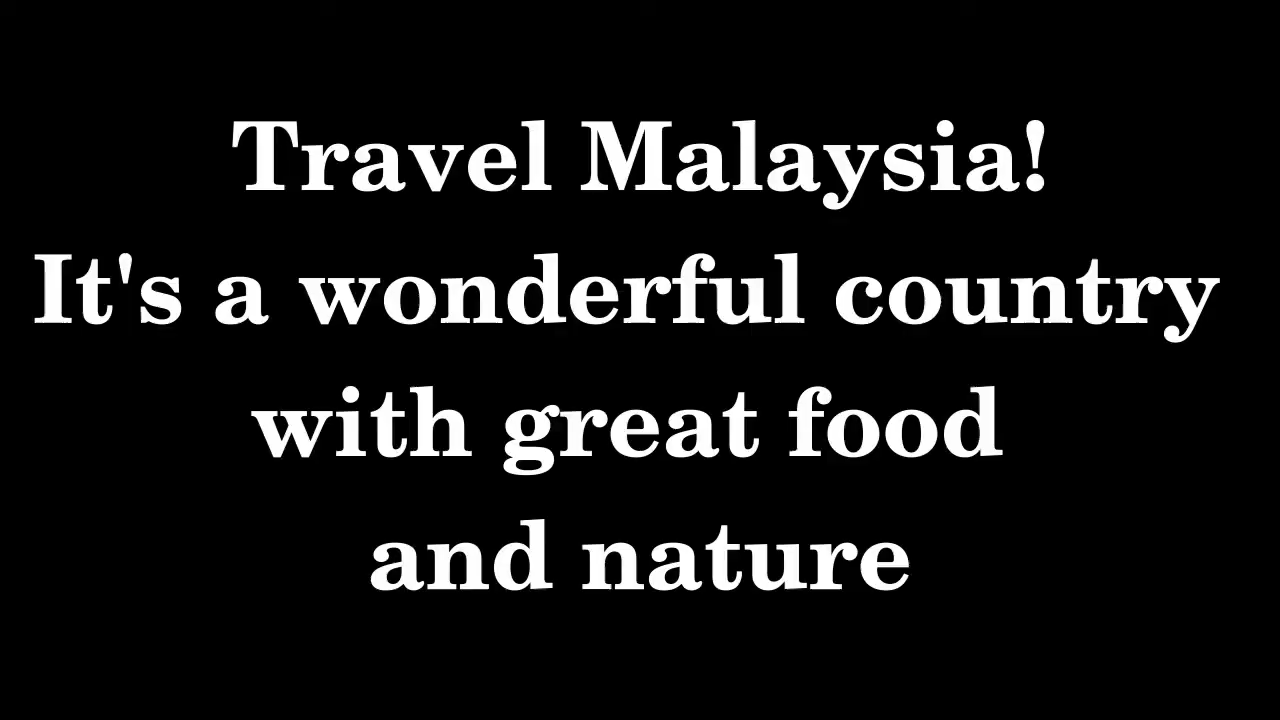 Travel Malaysia!
It's a wonderful country
with great food
and nature